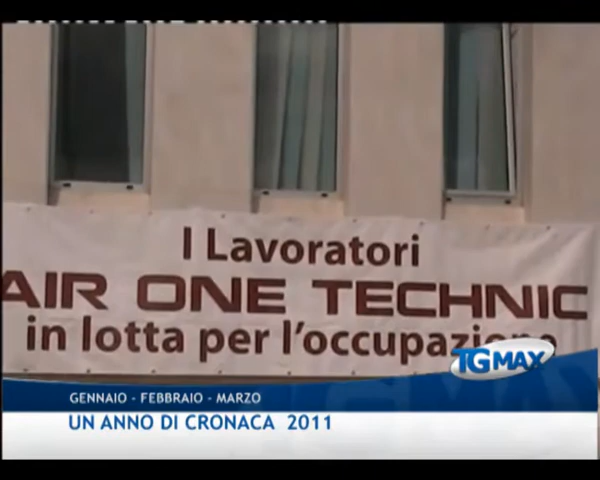 I Lavoratori
AIR ONE TECHNIC
in lotta per l'occupazione
TGMAX
GENNAIO - FEBBRAIO - MARZO
UN ANNO DI CRONACA 2011